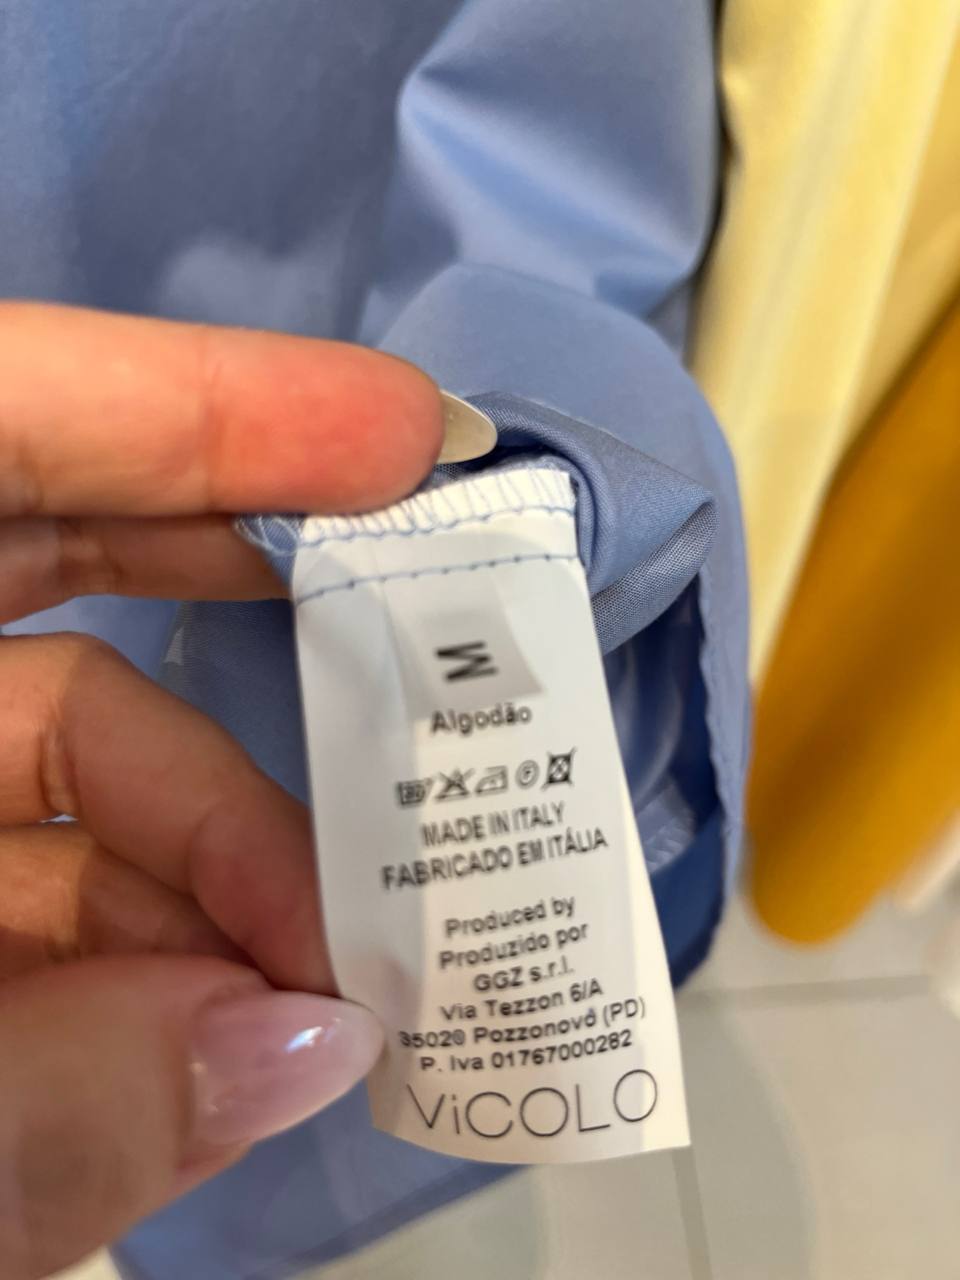 M
Algodão
MADE IN ITALY
FABRICADO EM ITÁLIA
Produced by
Produzido por
GGZ s.r.l.
Via Tezzon 6/A
35020 Pozzonovo (PD)
P. Iva 01767000282
ViCOLO